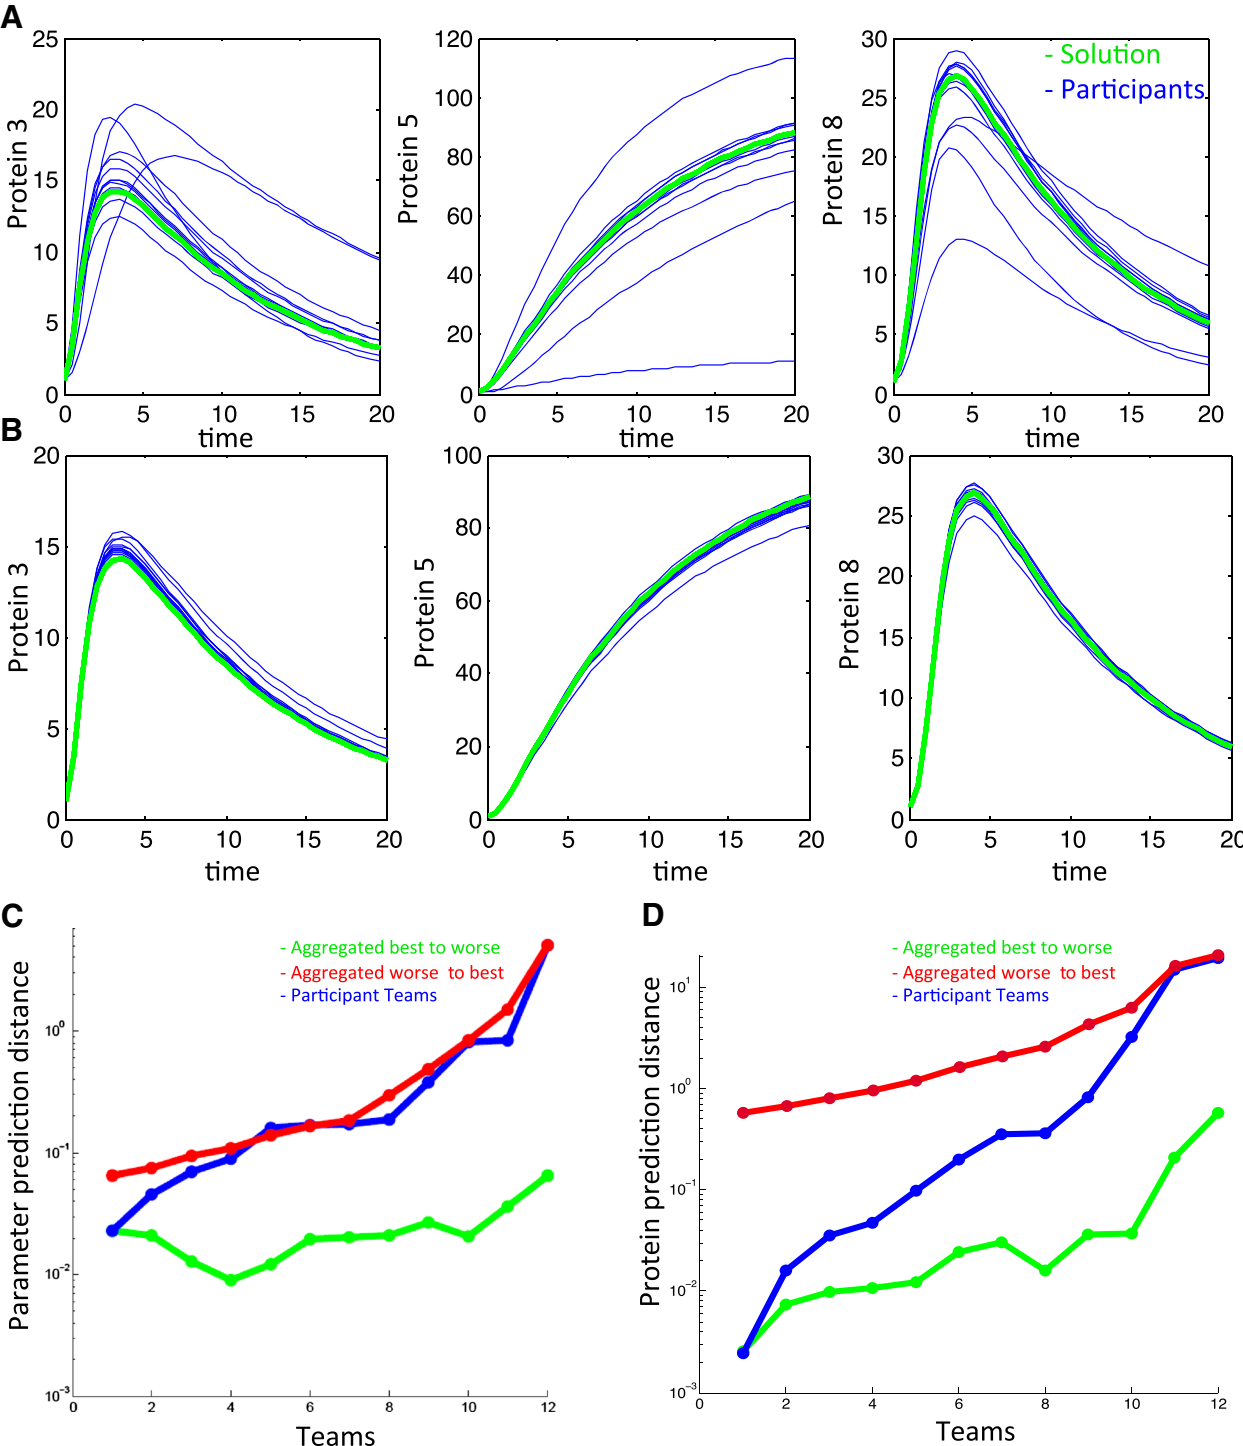 A
25
20
15
10
5
0
Protein 3
0 5 10 15 20
time
120
100
80
60
40
20
0
Protein 5
0 5 10 15 20
time
30
25
20
15
10
5
0
Protein 8
- Solution
- Participants
0 5 10 15 20
time
B
20
15
10
5
0
Protein 3
0 5 10 15 20
time
100
80
60
40
20
0
Protein 5
0 5 10 15 20
time
30
25
20
15
10
5
0
Protein 8
0 5 10 15 20
time
C
Parameter prediction distance
- Aggregated best to worse
- Aggregated worse to best
- Participant Teams
10⁰
10⁻¹
10⁻²
10⁻³
0 2 4 6 8 10 12
Teams
D
Protein prediction distance
- Aggregated best to worse
- Aggregated worse to best
- Participant Teams
10¹
10⁰
10⁻¹
10⁻²
10⁻³
0 2 4 6 8 10 12
Teams